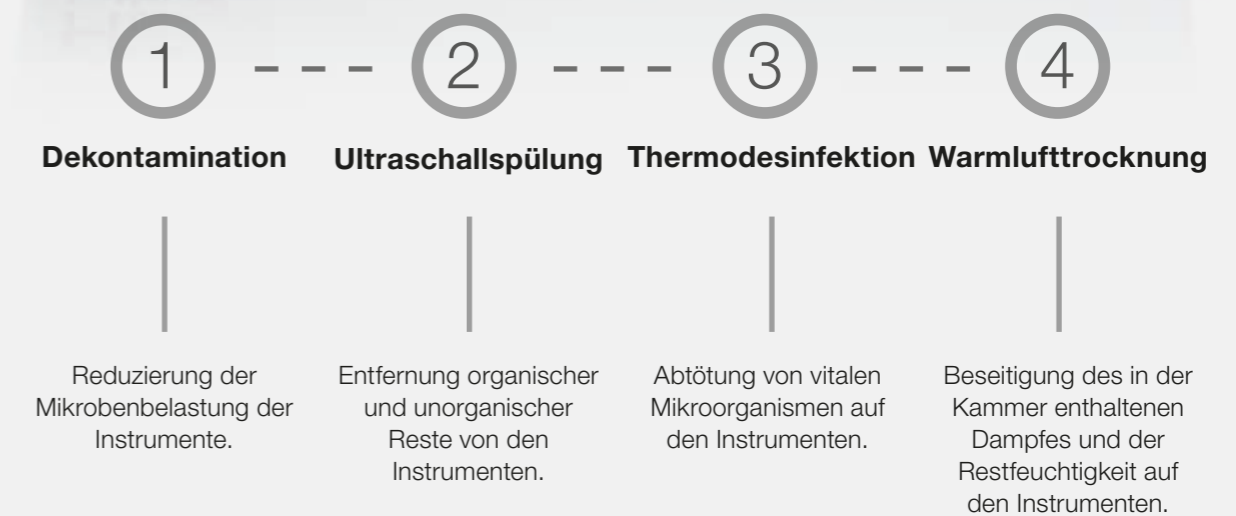 1
2
3
4
Dekontamination
Ultraschallspülung
Thermodesinfektion
Warmlufttrocknung
Reduzierung der
Mikrobenbelastung der
Instrumente.
Entfernung organischer
und unorganischer
Reste von den
Instrumenten.
Abtötung von vitalen
Mikroorganismen auf
den Instrumenten.
Beseitigung des in der
Kammer enthaltenen
Dampfes und der
Restfeuchtigkeit auf
den Instrumenten.